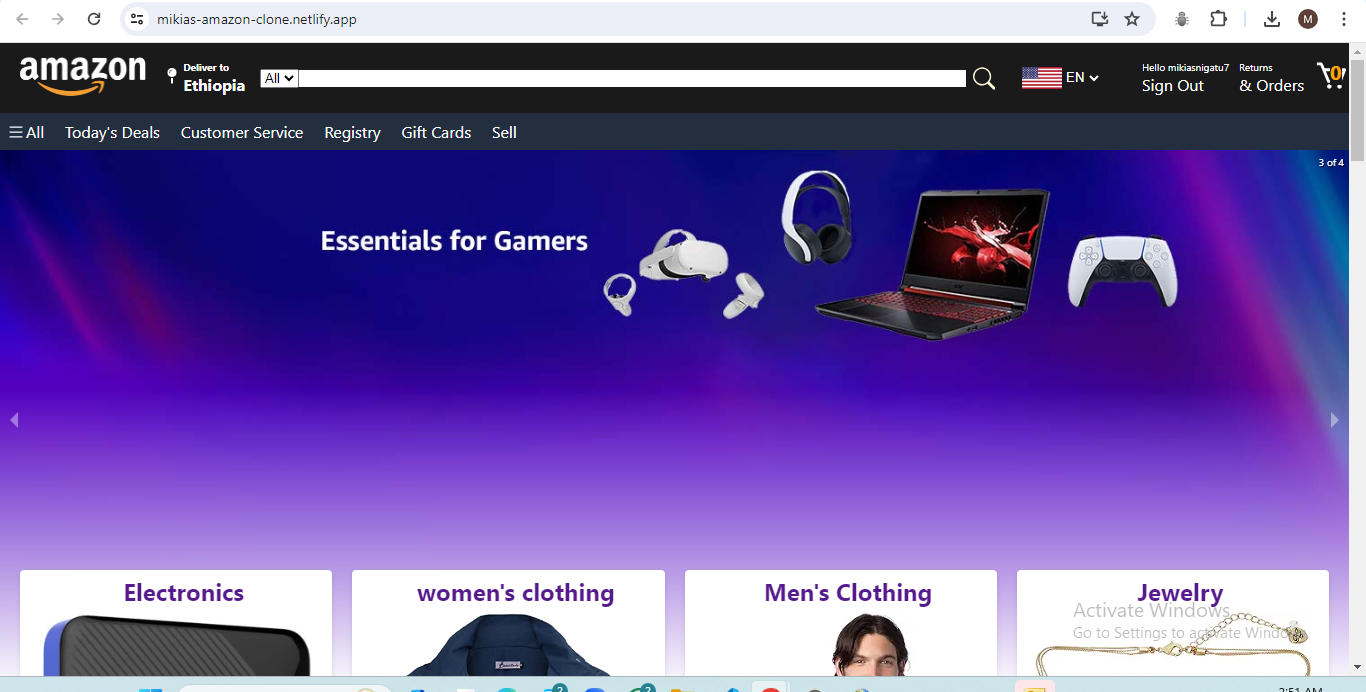 mikias-amazon-clone.netlify.app
M
amazon
Deliver to
Ethiopia
All
EN
Hello mikiasnigatu7
Sign Out
Returns
& Orders
0
All
Today's Deals
Customer Service
Registry
Gift Cards
Sell
3 of 4
Essentials for Gamers
Electronics
women's clothing
Men's Clothing
Jewelry
Activate Windows
Go to Settings to activate Windo
2
2
2:51 AM